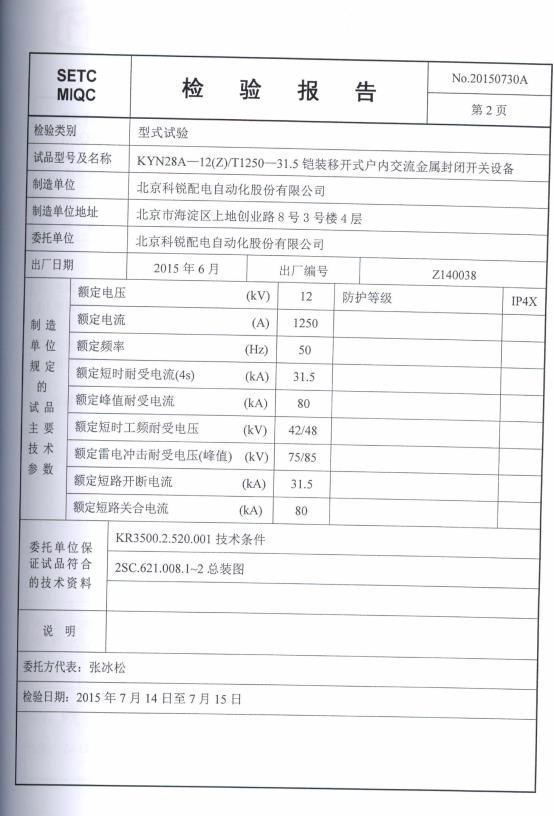 SETC
MIQC
检 验 报 告
No.20150730A
第 2 页
检验类别 型式试验
试品型号及名称 KYN28A—12(Z)/T1250—31.5 铠装移开式户内交流金属封闭开关设备
制造单位 北京科锐配电自动化股份有限公司
制造单位地址 北京市海淀区上地创业路 8 号 3 号楼 4 层
委托单位 北京科锐配电自动化股份有限公司
出厂日期 2015 年 6 月 出厂编号 Z140038
制 造
单 位
规 定
的
试 品
主 要
技 术
参 数
额定电压 (kV) 12 防护等级 IP4X
额定电流 (A) 1250
额定频率 (Hz) 50
额定短时耐受电流(4s) (kA) 31.5
额定峰值耐受电流 (kA) 80
额定短时工频耐受电压 (kV) 42/48
额定雷电冲击耐受电压(峰值) (kV) 75/85
额定短路开断电流 (kA) 31.5
额定短路关合电流 (kA) 80
委托单位保
证试品符合
的技术资料
KR3500.2.520.001 技术条件
2SC.621.008.1~2 总装图
说 明
委托方代表：张冰松
检验日期：2015 年 7 月 14 日至 7 月 15 日